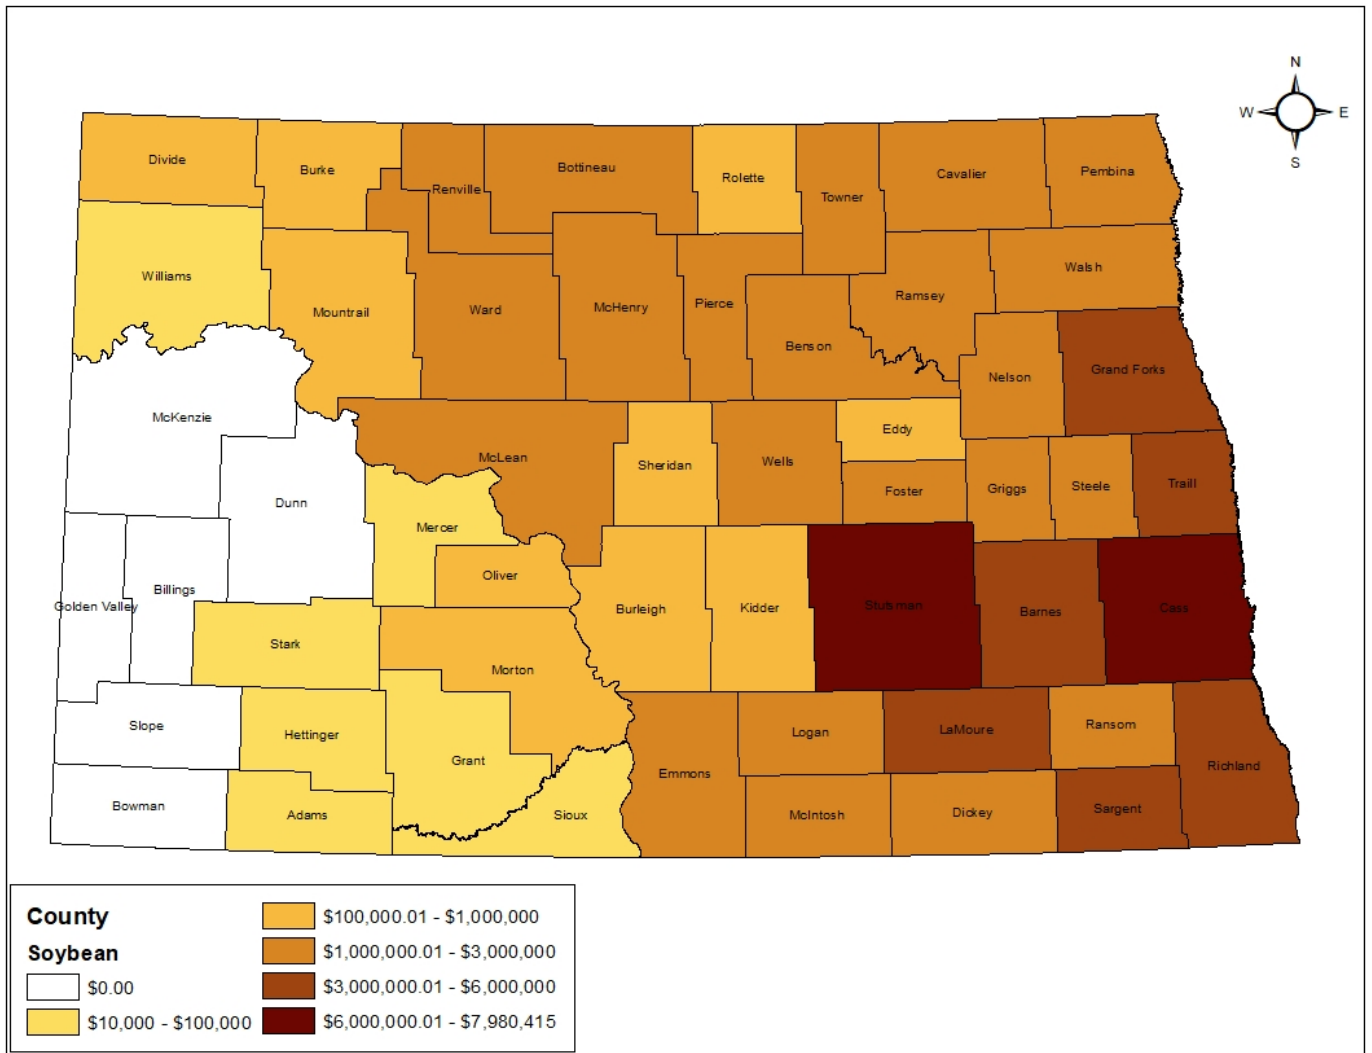 N
W E
S
Divide
Burke
Renville
Bottineau
Rolette
Towner
Cavalier
Pembina
Williams
Mountrail
Ward
McHenry
Pierce
Benson
Ramsey
Walsh
Nelson
Grand Forks
McKenzie
Dunn
McLean
Sheridan
Wells
Eddy
Foster
Griggs
Steele
Traill
Mercer
Oliver
Golden Valley
Billings
Stark
Morton
Burleigh
Kidder
Stutsman
Barnes
Cass
Slope
Hettinger
Grant
Emmons
Logan
LaMoure
Ransom
Richland
Bowman
Adams
Sioux
McIntosh
Dickey
Sargent
County
Soybean
$0.00
$10,000 - $100,000
$100,000.01 - $1,000,000
$1,000,000.01 - $3,000,000
$3,000,000.01 - $6,000,000
$6,000,000.01 - $7,980,415